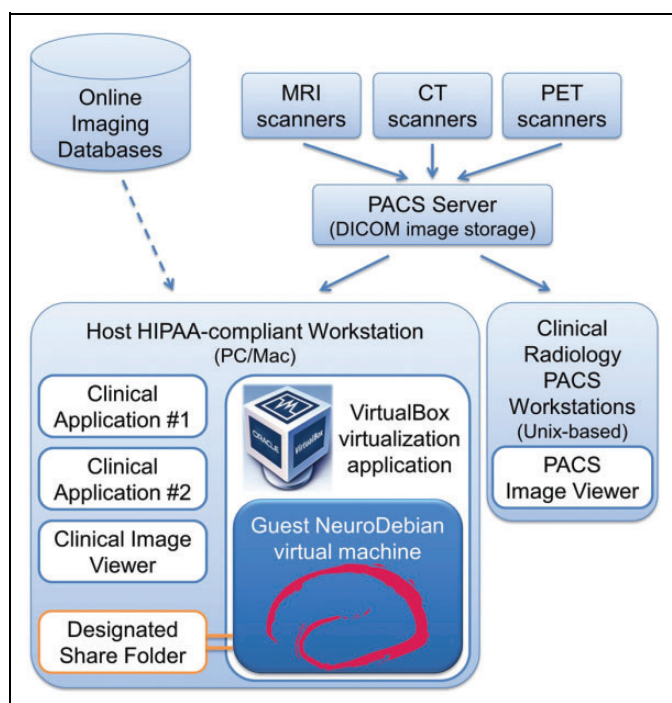 Online
Imaging
Databases
MRI
scanners
CT
scanners
PET
scanners
PACS Server
(DICOM image storage)
Host HIPAA-compliant Workstation
(PC/Mac)
Clinical
Application #1
Clinical
Application #2
Clinical Image
Viewer
Designated
Share Folder
ORACLE
VirtualBox
VirtualBox
virtualization
application
Guest NeuroDebian
virtual machine
Clinical
Radiology
PACS
Workstations
(Unix-based)
PACS
Image Viewer